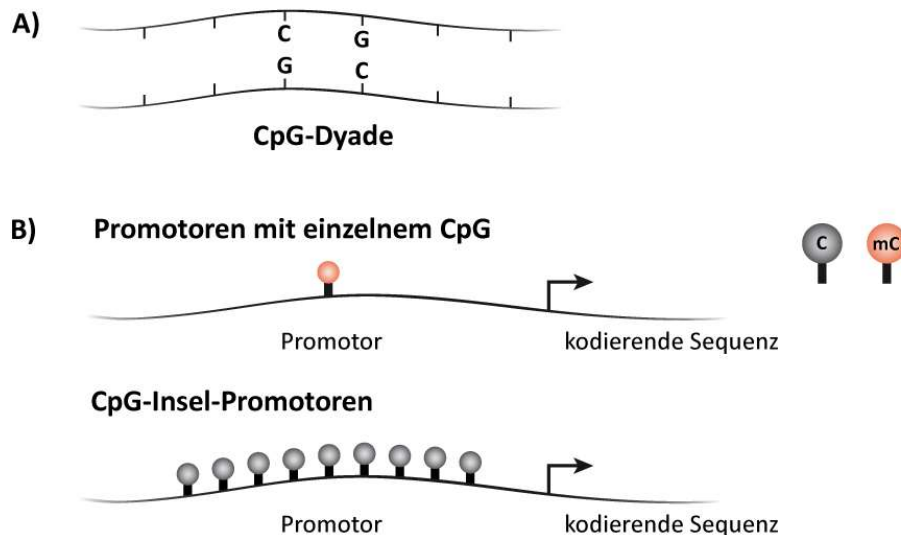 A)
C G
G C
CpG-Dyade
B) Promotoren mit einzelnem CpG
C mC
Promotor kodierende Sequenz
CpG-Insel-Promotoren
Promotor kodierende Sequenz